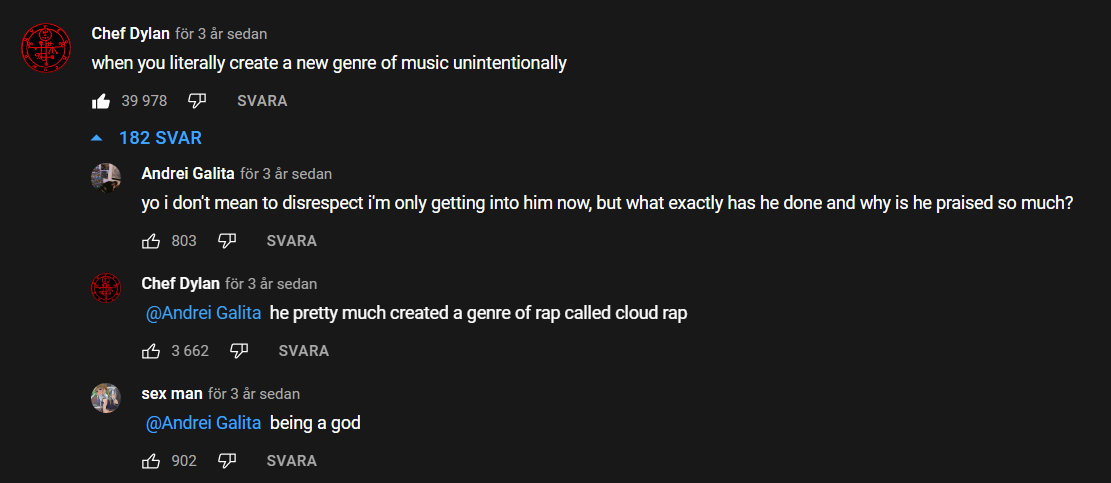 Chef Dylan för 3 år sedan
when you literally create a new genre of music unintentionally
39 978 SVARA
182 SVAR
Andrei Galita för 3 år sedan
yo i don't mean to disrespect i'm only getting into him now, but what exactly has he done and why is he praised so much?
803 SVARA
Chef Dylan för 3 år sedan
@Andrei Galita he pretty much created a genre of rap called cloud rap
3 662 SVARA
sex man för 3 år sedan
@Andrei Galita being a god
902 SVARA